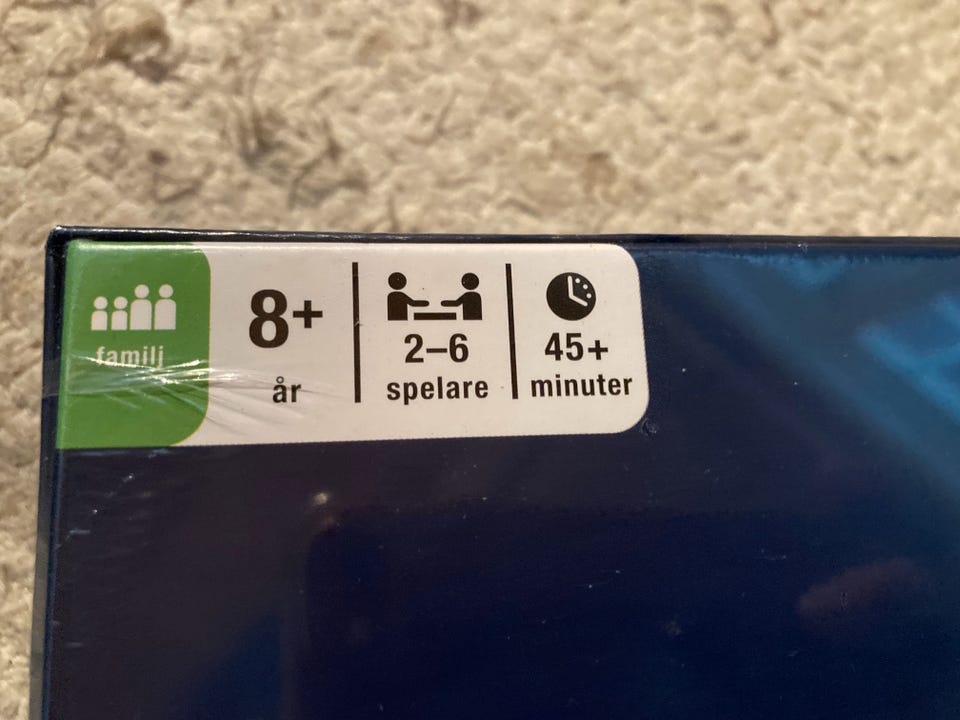 familj
8+
år
2–6
spelare
45+
minuter